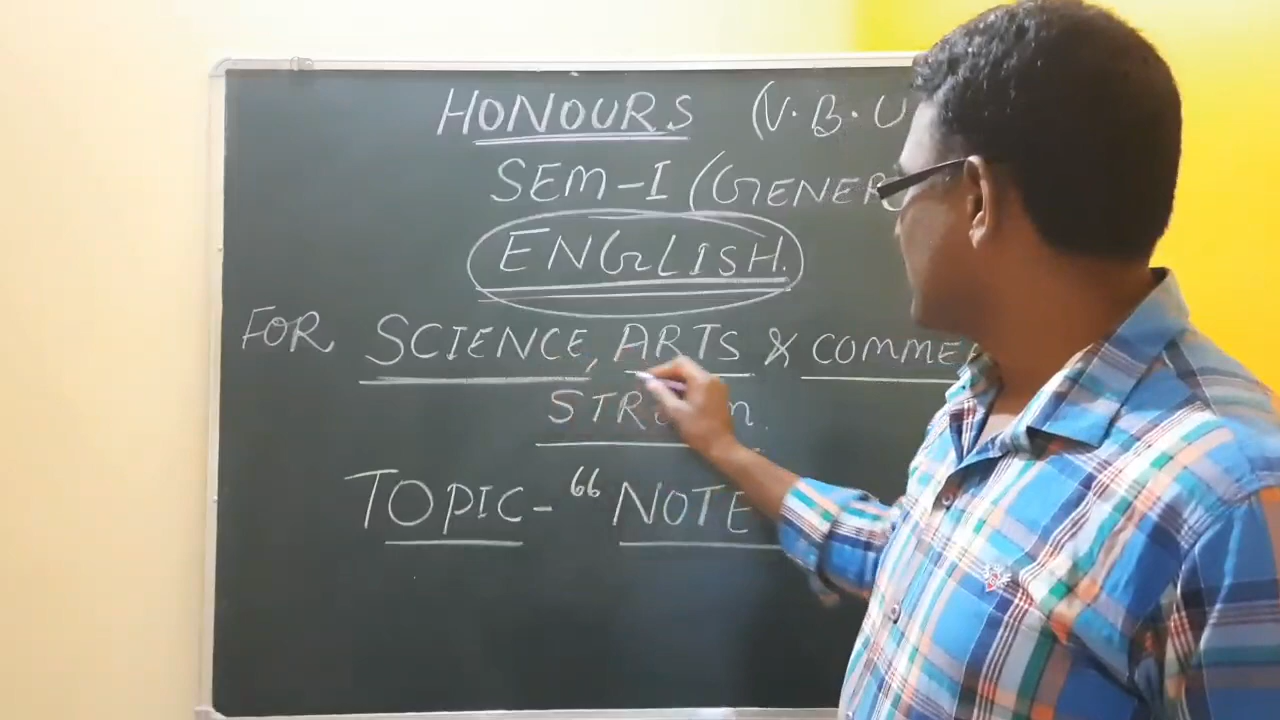 HONOURS (V.B.U
SEM-I (GENER
ENGLISH.
FOR SCIENCE, ARTS & COMME
STREAM.
TOPIC- “ NOTE